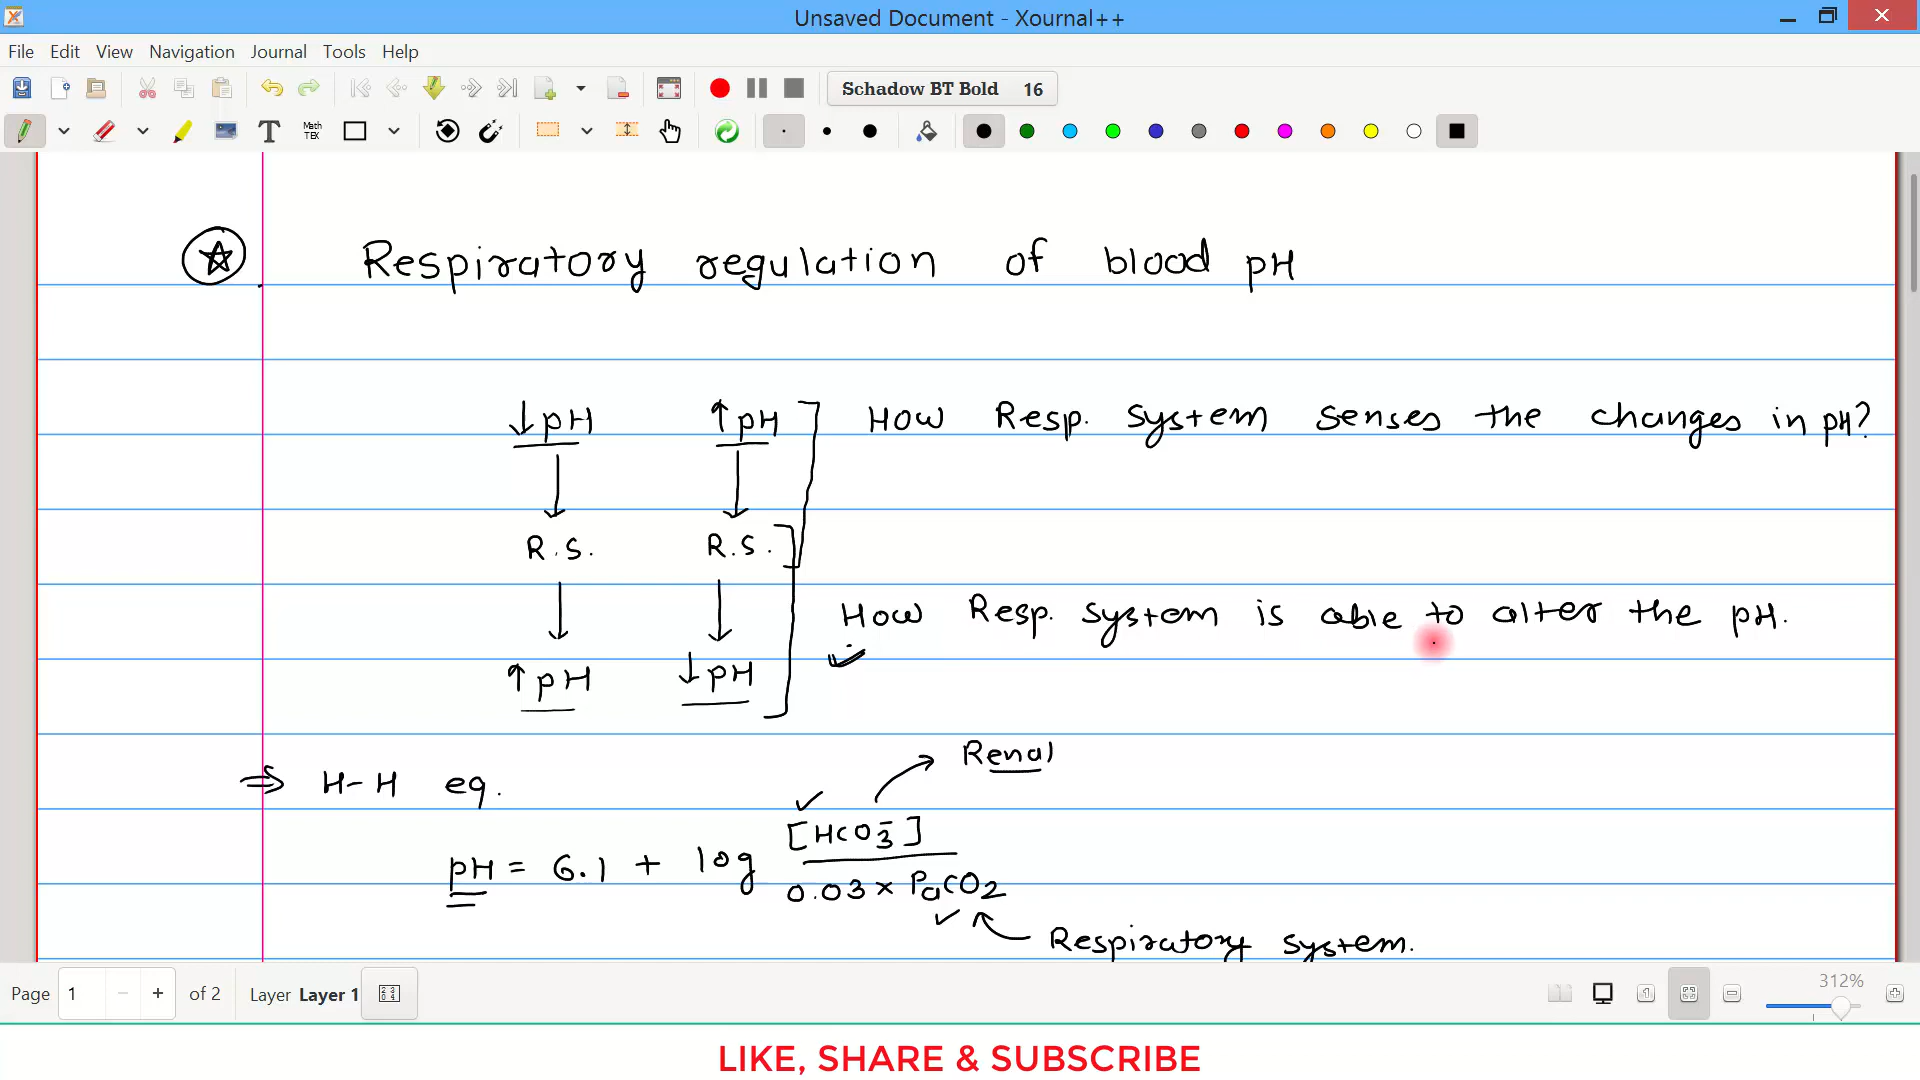 Unsaved Document - Xournal++
File Edit View Navigation Journal Tools Help
Schadow BT Bold 16
Math TEX
Respiratory regulation of blood pH
↓pH ↑pH How Resp. system senses the changes in pH?
R.S. R.S.
How Resp. system is able to alter the pH.
↑pH ↓pH
Renal
⇒ H-H eq.
[HCO3⁻]
pH = 6.1 + log
0.03 × PaCO2
Respiratory system.
Page 1 of 2 Layer Layer 1 312%
LIKE, SHARE & SUBSCRIBE